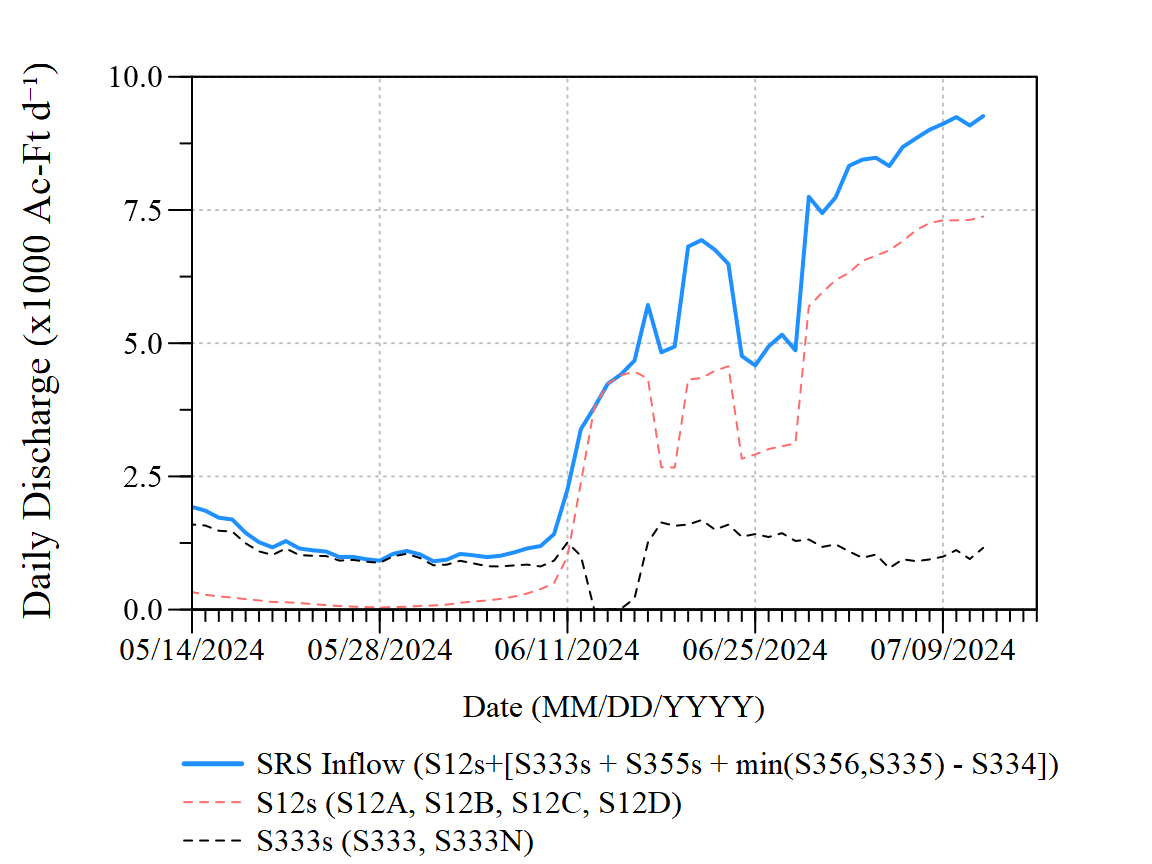 Daily Discharge (x1000 Ac-Ft d⁻¹)
10.0
7.5
5.0
2.5
0.0
05/14/2024 05/28/2024 06/11/2024 06/25/2024 07/09/2024
Date (MM/DD/YYYY)
SRS Inflow (S12s+[S333s + S355s + min(S356,S335) - S334])
S12s (S12A, S12B, S12C, S12D)
S333s (S333, S333N)